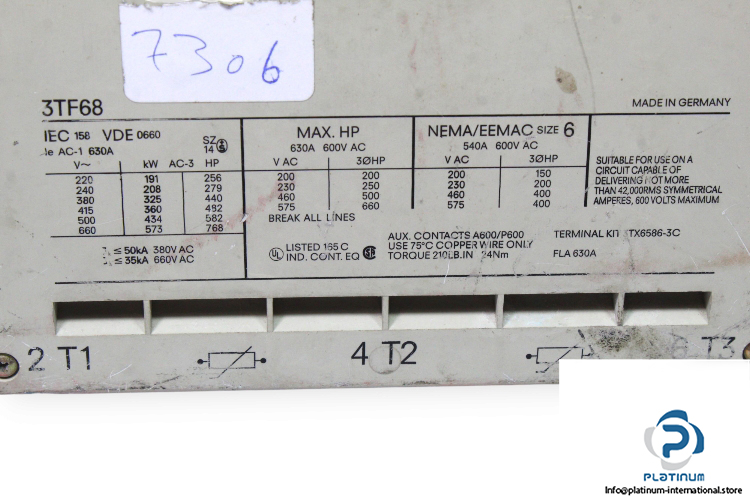 7306
3TF68
MADE IN GERMANY
IEC 158 VDE 0660
Ie AC-1 630A
SZ
14
V~ kW AC-3 HP
220 191 256
240 208 279
380 325 440
415 360 482
500 434 582
660 573 768
≤ 50kA 380V AC
≤ 35kA 660V AC
MAX. HP
630A 600V AC
V AC 3ØHP
200 200
230 250
460 500
575 660
BREAK ALL LINES
NEMA/EEMAC SIZE 6
540A 600V AC
V AC 3ØHP
200 150
230 200
460 400
575 400
SUITABLE FOR USE ON A
CIRCUIT CAPABLE OF
DELIVERING NOT MORE
THAN 42,000RMS SYMMETRICAL
AMPERES, 600 VOLTS MAXIMUM
UL LISTED 165 C
IND. CONT. EQ
AUX. CONTACTS A600/P600
USE 75°C COPPER WIRE ONLY
TORQUE 210LB.IN 24Nm
TERMINAL KIT 3TX6586-3C
FLA 630A
2 T1
4 T2
6 T3
PLATINUM
Info@platinum-international.store